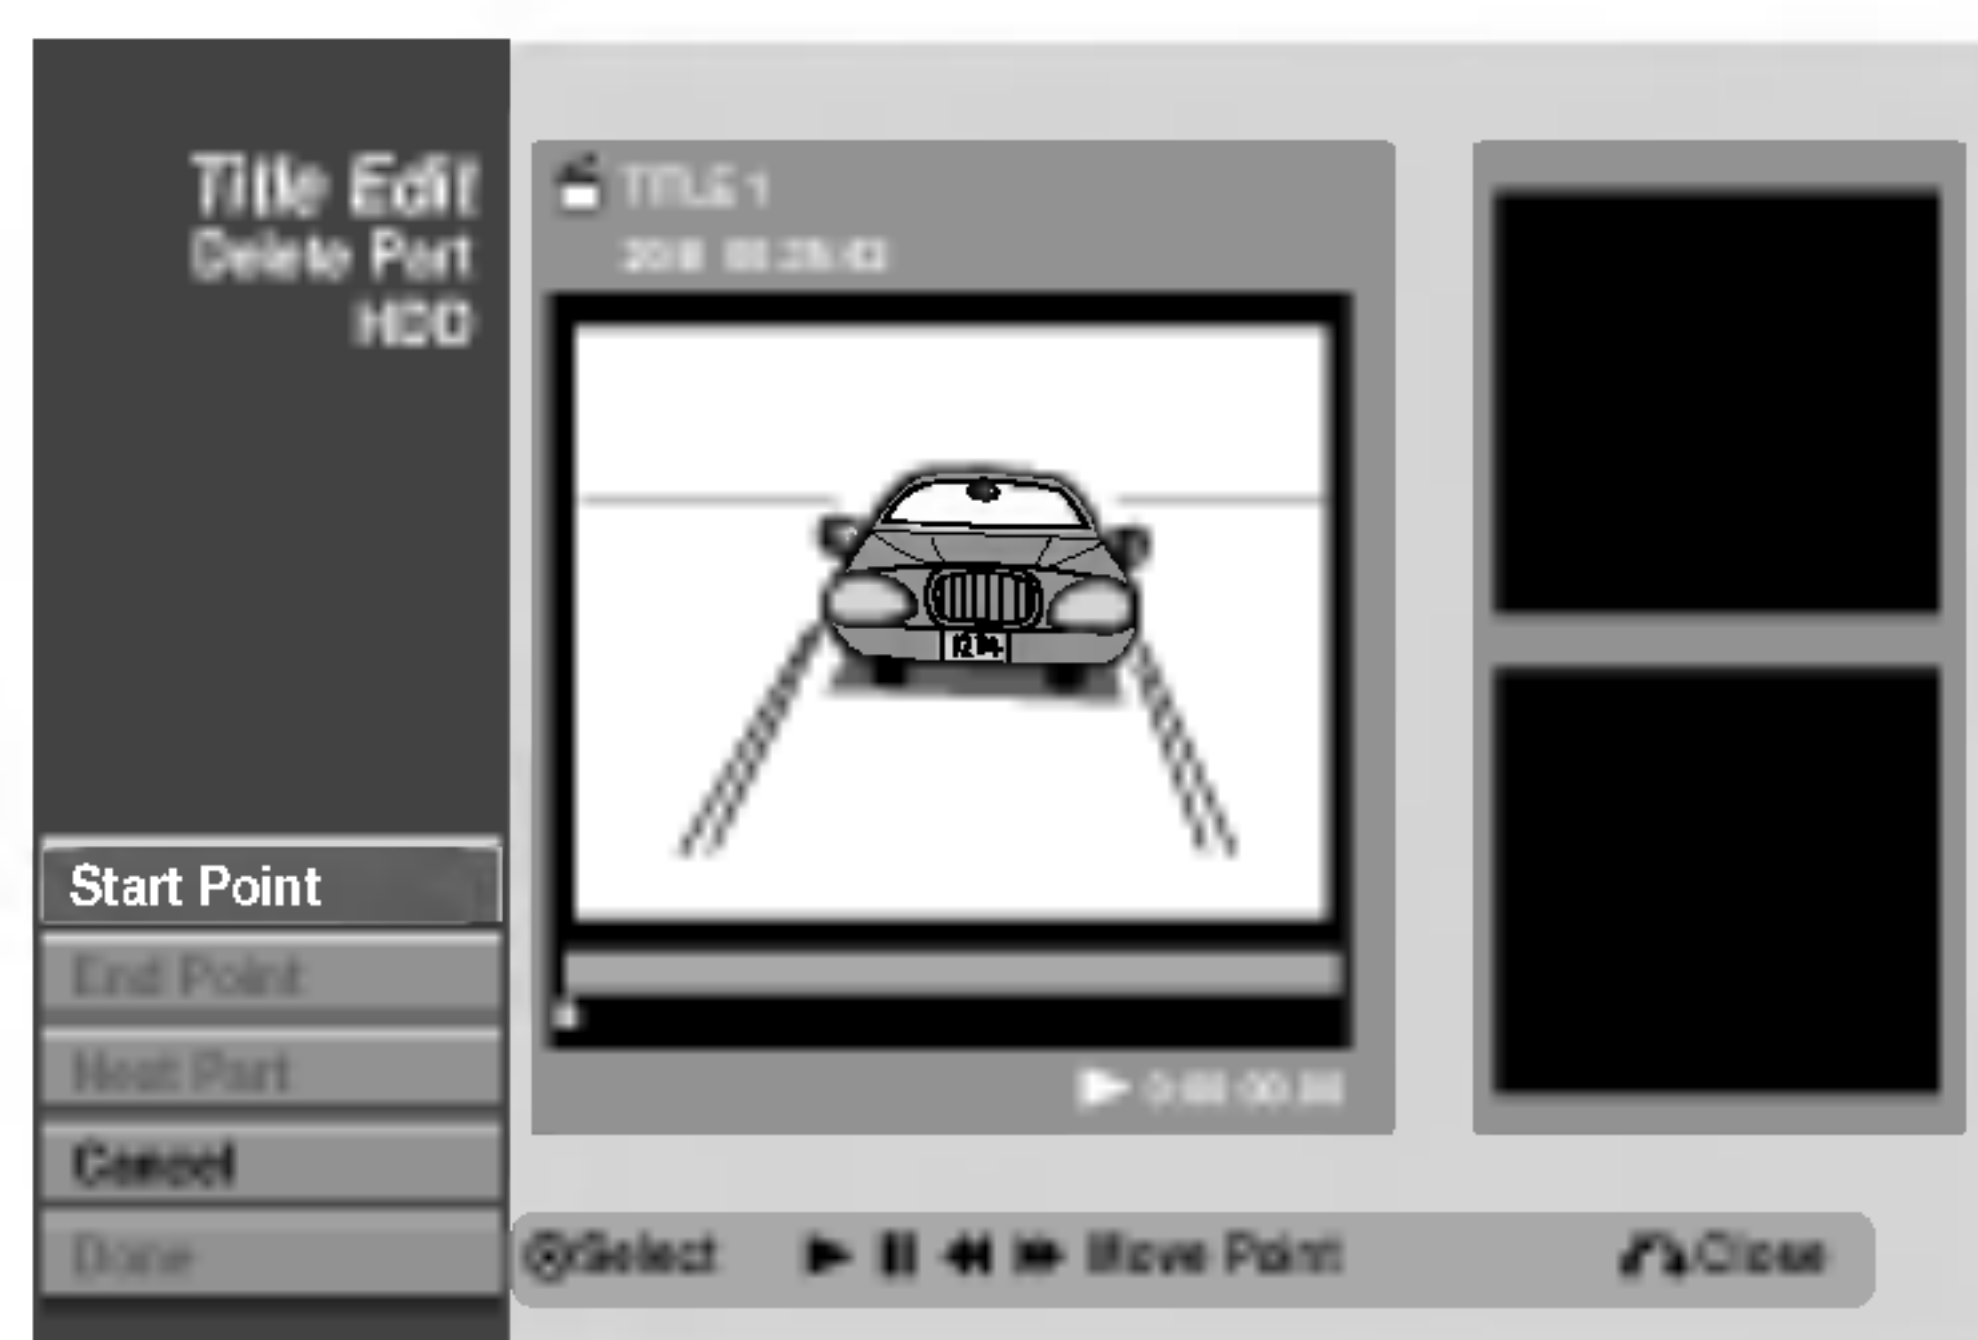 Title Edit
Delete Part
HDD
TITLE 1
Start Point
End Point
Next Part
Cancel
Done
Select
Move Point
Close